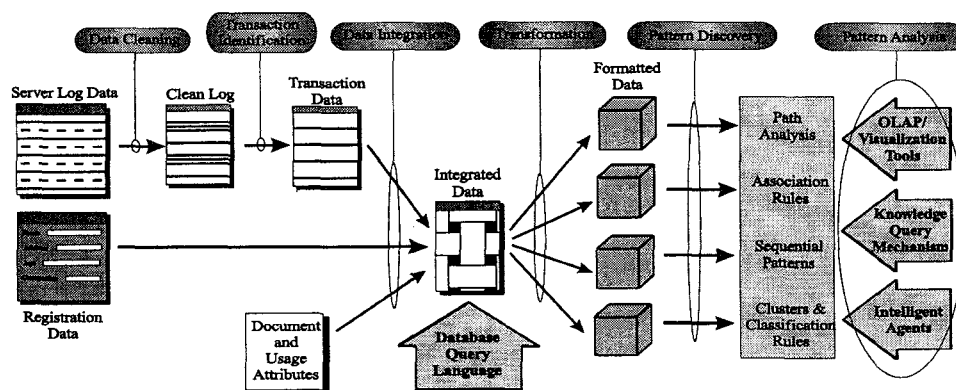 Data Cleaning
Transaction
Identification
Data Integration
Transformation
Pattern Discovery
Pattern Analysis
Server Log Data
Clean Log
Transaction
Data
Formatted
Data
Integrated
Data
Registration
Data
Document
and
Usage
Attributes
Database
Query
Language
Path
Analysis
Association
Rules
Sequential
Patterns
Clusters &
Classification
Rules
OLAP/
Visualization
Tools
Knowledge
Query
Mechanism
Intelligent
Agents